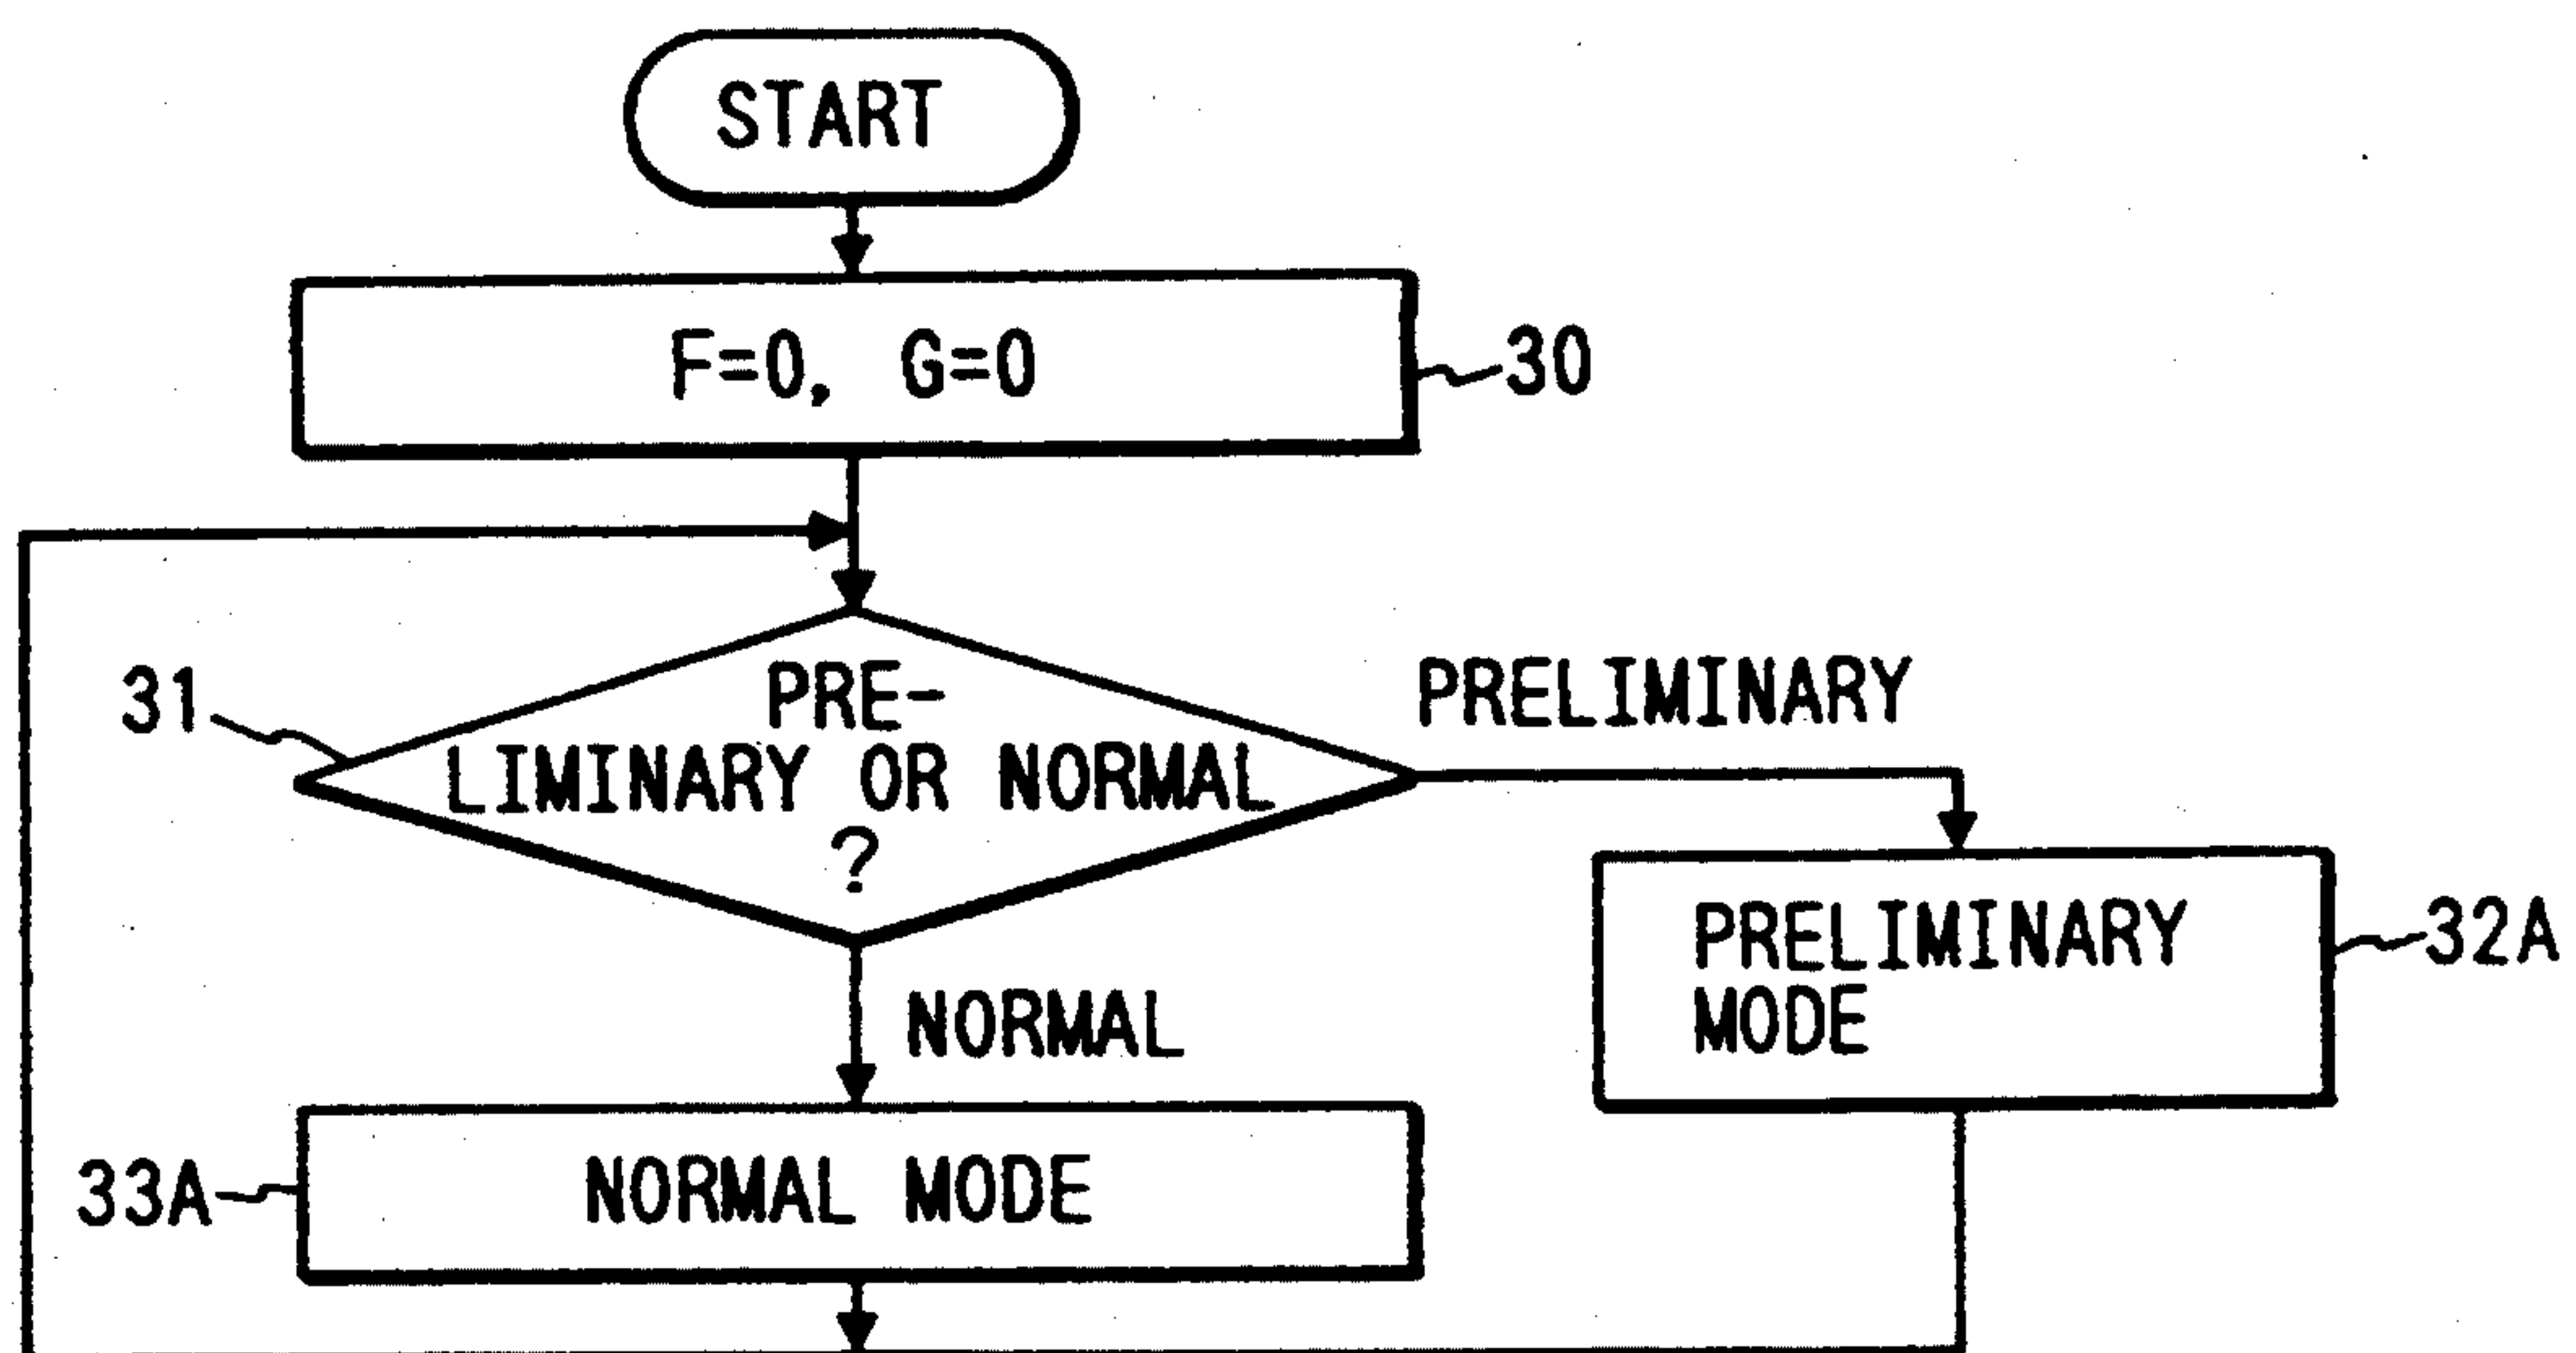 START
F=0, G=0
30
31
PRE-
LIMINARY OR NORMAL
?
PRELIMINARY
PRELIMINARY
MODE
32A
NORMAL
33A
NORMAL MODE